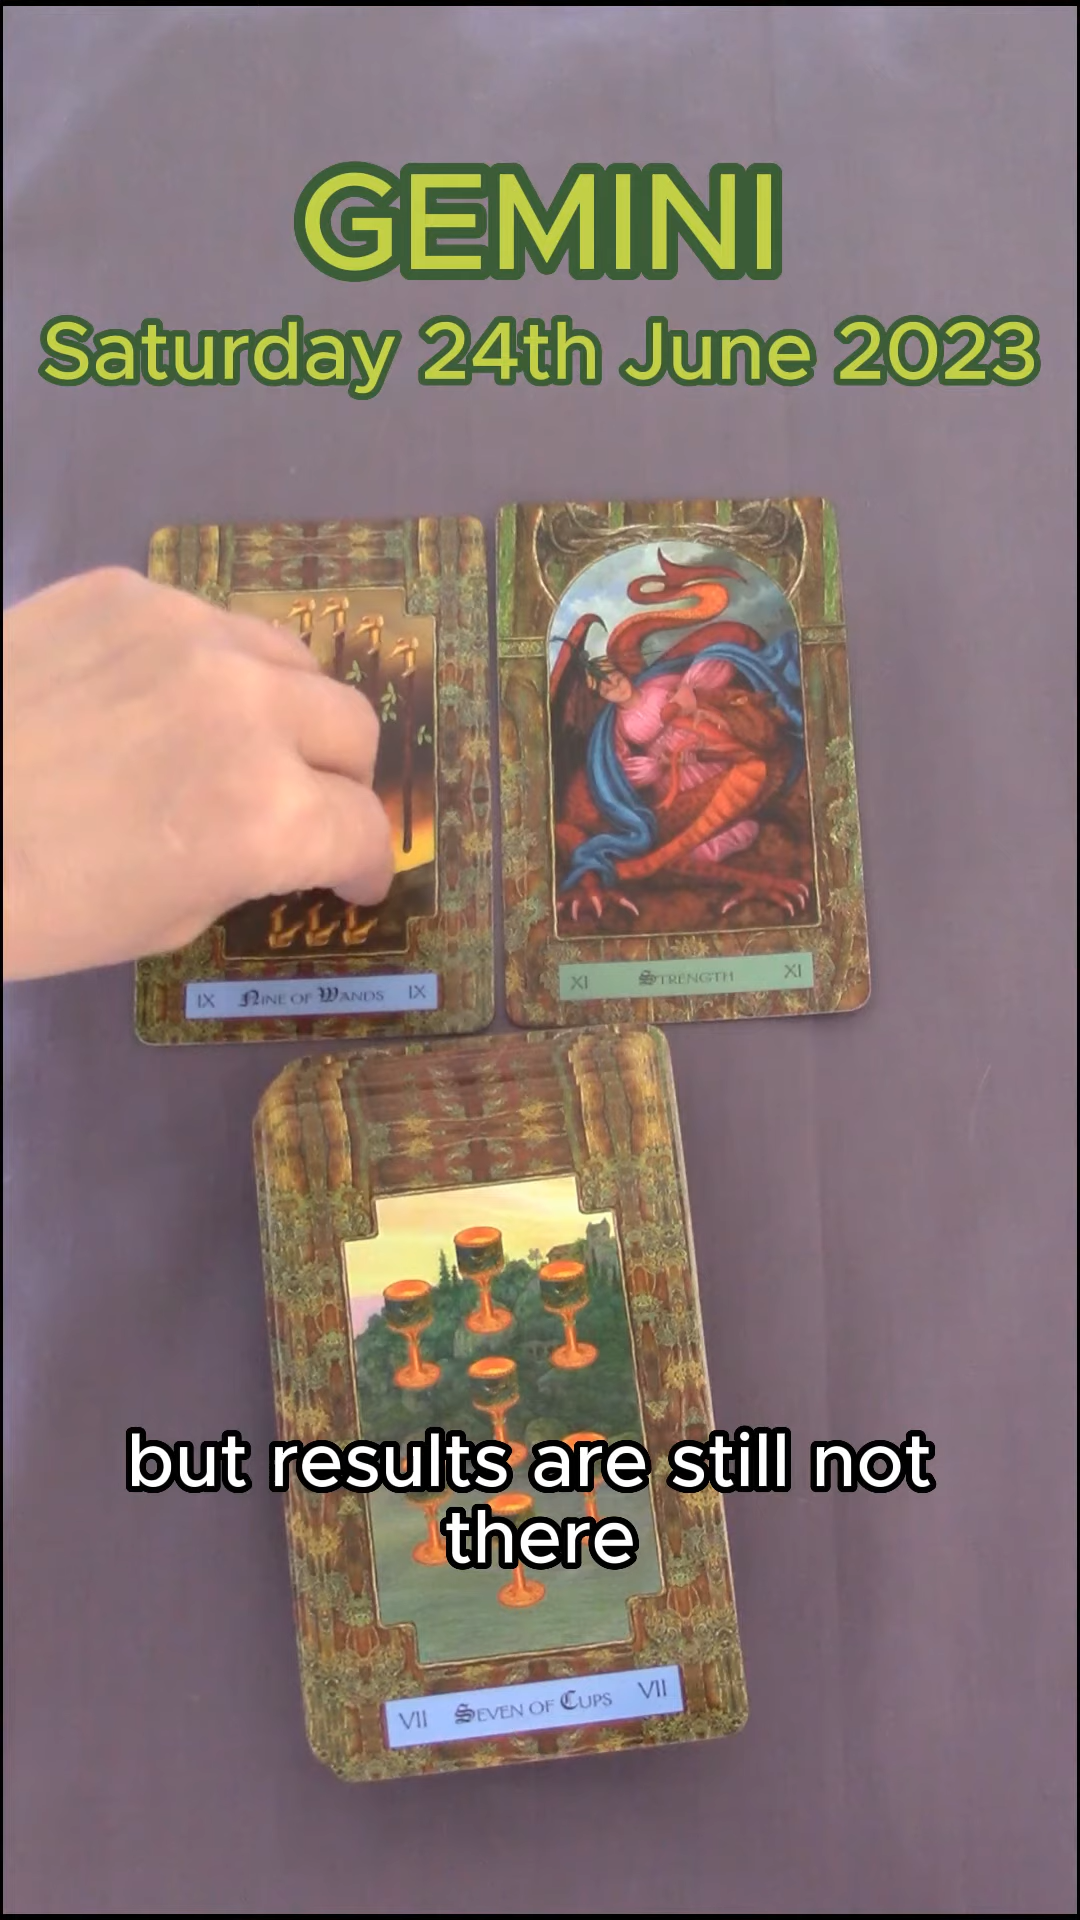 GEMINI
Saturday 24th June 2023
IX NINE OF WANDS IX
XI STRENGTH XI
but results are still not
there
VII SEVEN OF CUPS VII